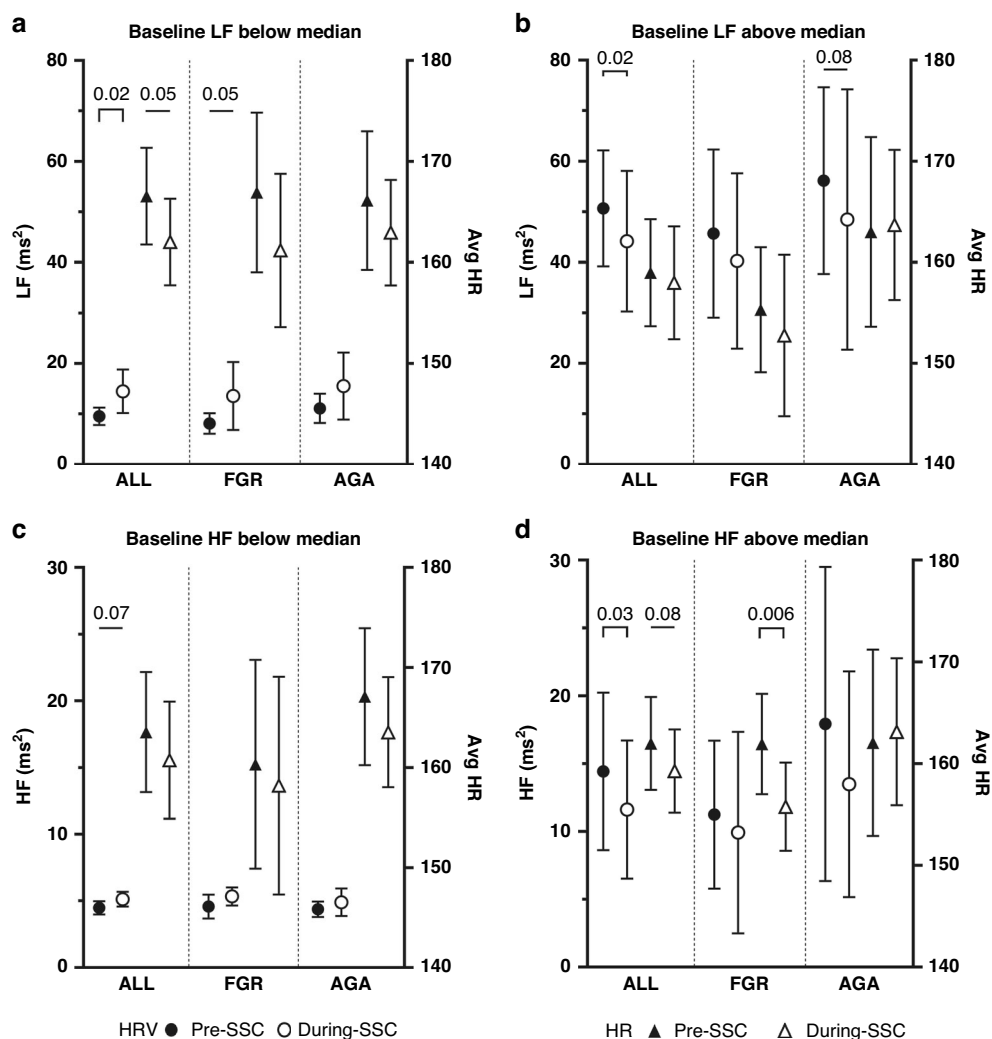 a
Baseline LF below median
80
60
40
20
0
LF (ms²)
0.02
0.05
0.05
180
170
160
150
140
Avg HR
ALL
FGR
AGA
b
Baseline LF above median
80
60
40
20
0
LF (ms²)
0.02
0.08
180
170
160
150
140
Avg HR
ALL
FGR
AGA
c
Baseline HF below median
30
20
10
0
HF (ms²)
0.07
180
170
160
150
140
Avg HR
ALL
FGR
AGA
d
Baseline HF above median
30
20
10
0
HF (ms²)
0.03
0.08
0.006
180
170
160
150
140
Avg HR
ALL
FGR
AGA
HRV Pre-SSC During-SSC
HR Pre-SSC During-SSC